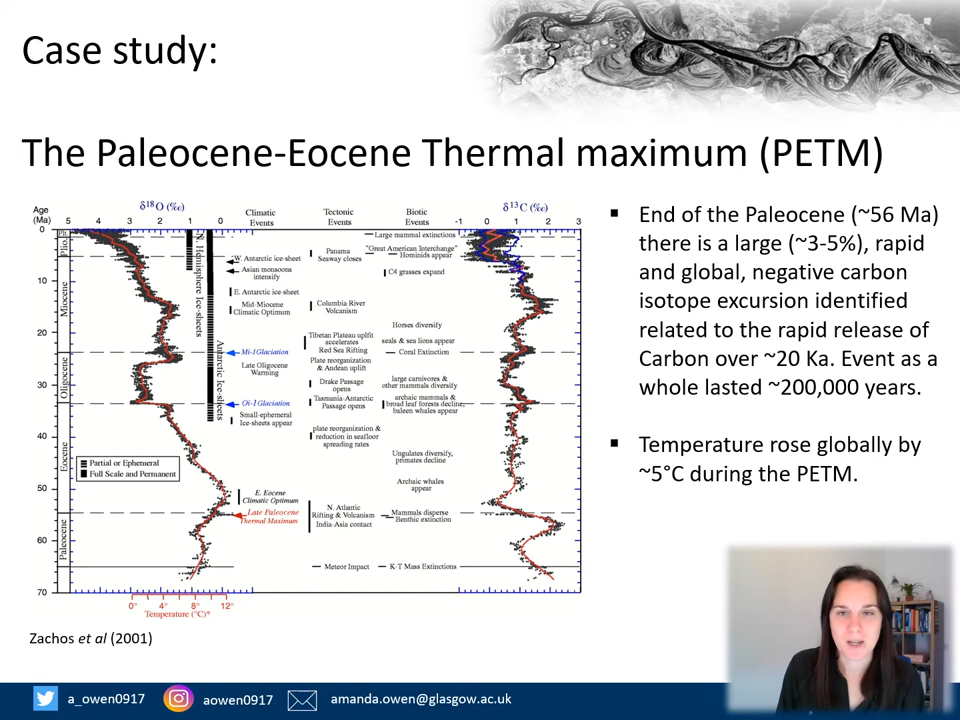 Case study:
The Paleocene-Eocene Thermal maximum (PETM)
Age
(Ma)
δ18O (‰)
5 4 3 2 1 0
Climatic
Events
Tectonic
Events
Biotic
Events
δ13C (‰)
-1 0 1 2 3
0
10
20
30
40
50
60
70
Plt.
Plio.
Miocene
Oligocene
Eocene
Paleocene
N. Hemisphere Ice-sheets
Antarctic Ice-sheets
W. Antarctic ice-sheet
Asian monsoons
intensify
E. Antarctic ice-sheet
Mid-Miocene
Climatic Optimum
Mi-1Glaciation
Late Oligocene
Warming
Oi-1 Glaciation
Small-ephemeral
Ice-sheets appear
E. Eocene
Climatic Optimum
Late Paleocene
Thermal Maximum
Panama
Seaway closes
Columbia River
Volcanism
Tibetan Plateau uplift
accelerates
Red Sea Rifting
Plate reorganization
& Andean uplift
Drake Passage
opens
Tasmania-Antarctic
Passage opens
plate reorganization
& reduction in seafloor
spreading rates
N. Atlantic
Rifting & Volcanism
India-Asia contact
Meteor Impact
Large mammal extinctions
"Great American Interchange"
Hominids appear
C4 grasses expand
Horses diversify
seals & sea lions appear
Coral Extinction
large carnivores &
other mammals diversify
archaic mammals &
broad leaf forests decline,
baleen whales appear
Ungulates diversify,
primates decline
Archaic whales
appear
Mammals disperse
Benthic extinction
K-T Mass Extinctions
Partial or Ephemeral
Full Scale and Permanent
0° 4° 8° 12°
Temperature (°C)*
Zachos et al (2001)
▪ End of the Paleocene (~56 Ma)
there is a large (~3-5%), rapid
and global, negative carbon
isotope excursion identified
related to the rapid release of
Carbon over ~20 Ka. Event as a
whole lasted ~200,000 years.
▪ Temperature rose globally by
~5°C during the PETM.
a_owen0917
aowen0917
amanda.owen@glasgow.ac.uk